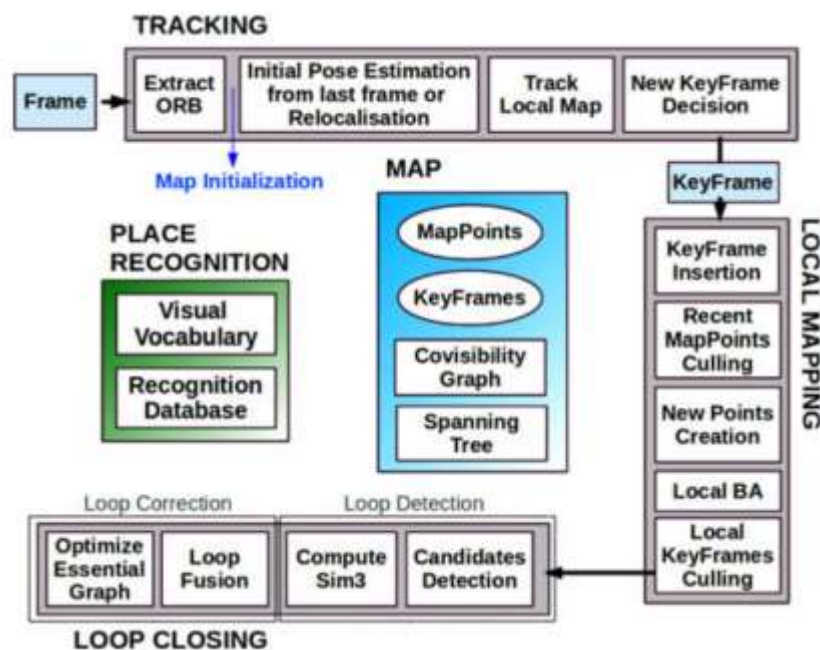 TRACKING
Frame
Extract
ORB
Initial Pose Estimation
from last frame or
Relocalisation
Track
Local Map
New KeyFrame
Decision
Map Initialization
MAP
KeyFrame
MapPoints
KeyFrames
Covisibility
Graph
Spanning
Tree
PLACE
RECOGNITION
Visual
Vocabulary
Recognition
Database
LOCAL MAPPING
KeyFrame
Insertion
Recent
MapPoints
Culling
New Points
Creation
Local BA
Local
KeyFrames
Culling
Loop Correction
Loop Detection
Optimize
Essential
Graph
Loop
Fusion
Compute
Sim3
Candidates
Detection
LOOP CLOSING